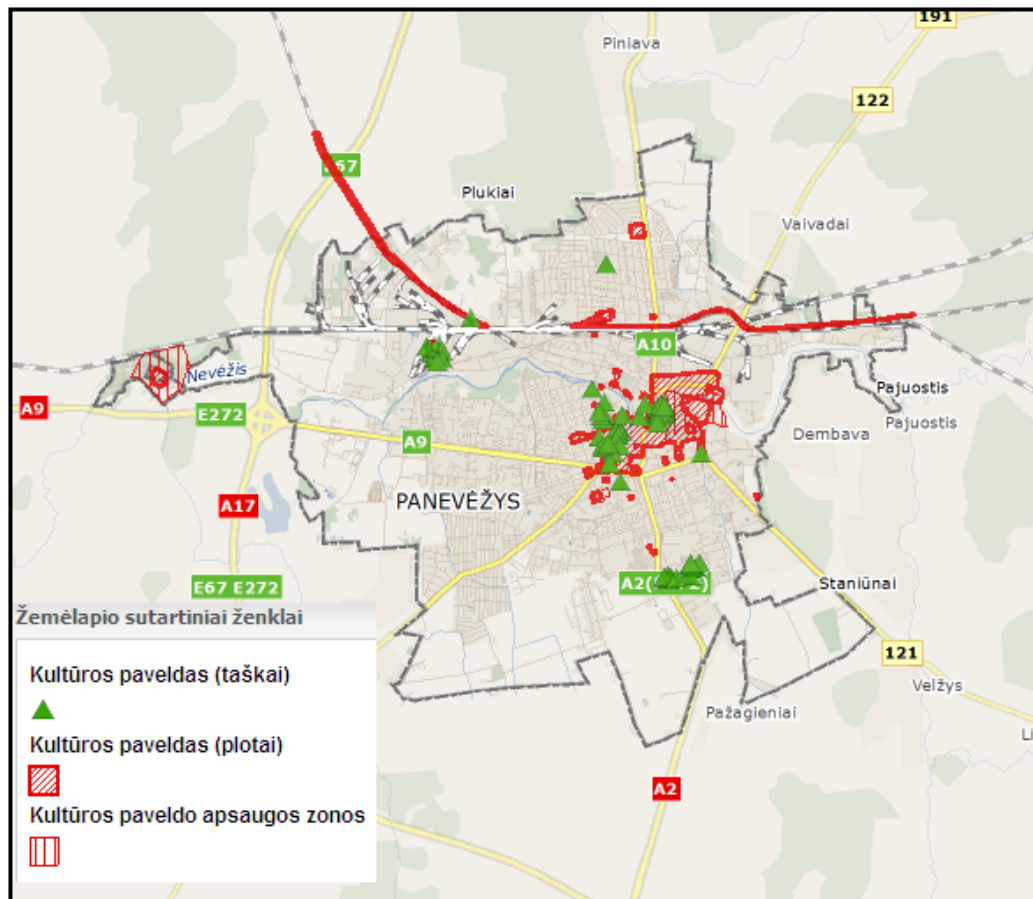 191
Piniava
122
E67
Plukiai
Vaivadai
A10
Nevėžis
Pajuostis
A9
E272
Pajuostis
Dembava
A9
PANEVĖŽYS
A17
Staniūnai
E67 E272
Žemėlapio sutartiniai ženklai
121
Kultūros paveldas (taškai)
Velžys
Pažagieniai
Kultūros paveldas (plotai)
A2
Kultūros paveldo apsaugos zonos